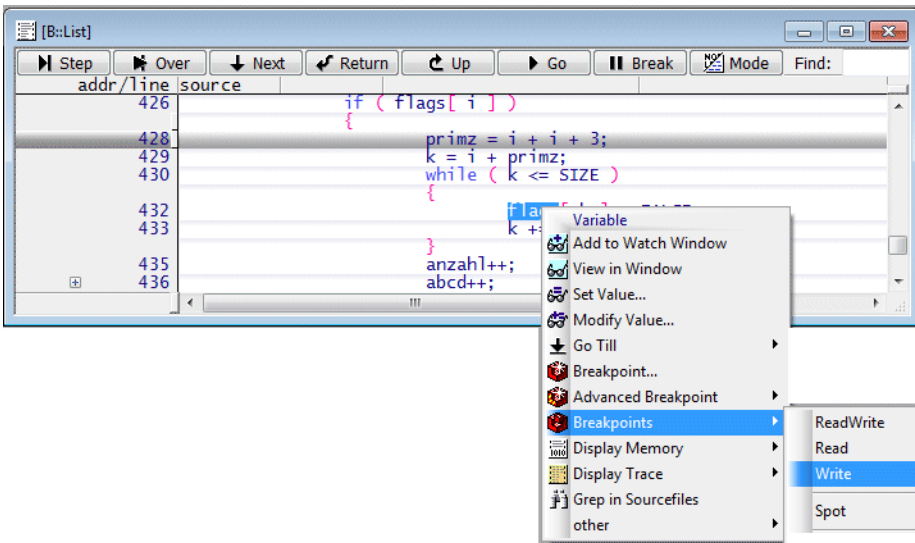 [B::List]
Step Over Next Return Up Go Break Mode Find:
addr/line source
426 if ( flags[ i ] )
{
428 primz = i + i + 3;
429 k = i + primz;
430 while ( k <= SIZE )
{
432
433 k +=
}
435 anzahl++;
436 abcd++;
Variable
Add to Watch Window
View in Window
Set Value...
Modify Value...
Go Till
Breakpoint...
Advanced Breakpoint
Breakpoints
Display Memory
Display Trace
Grep in Sourcefiles
other
ReadWrite
Read
Write
Spot